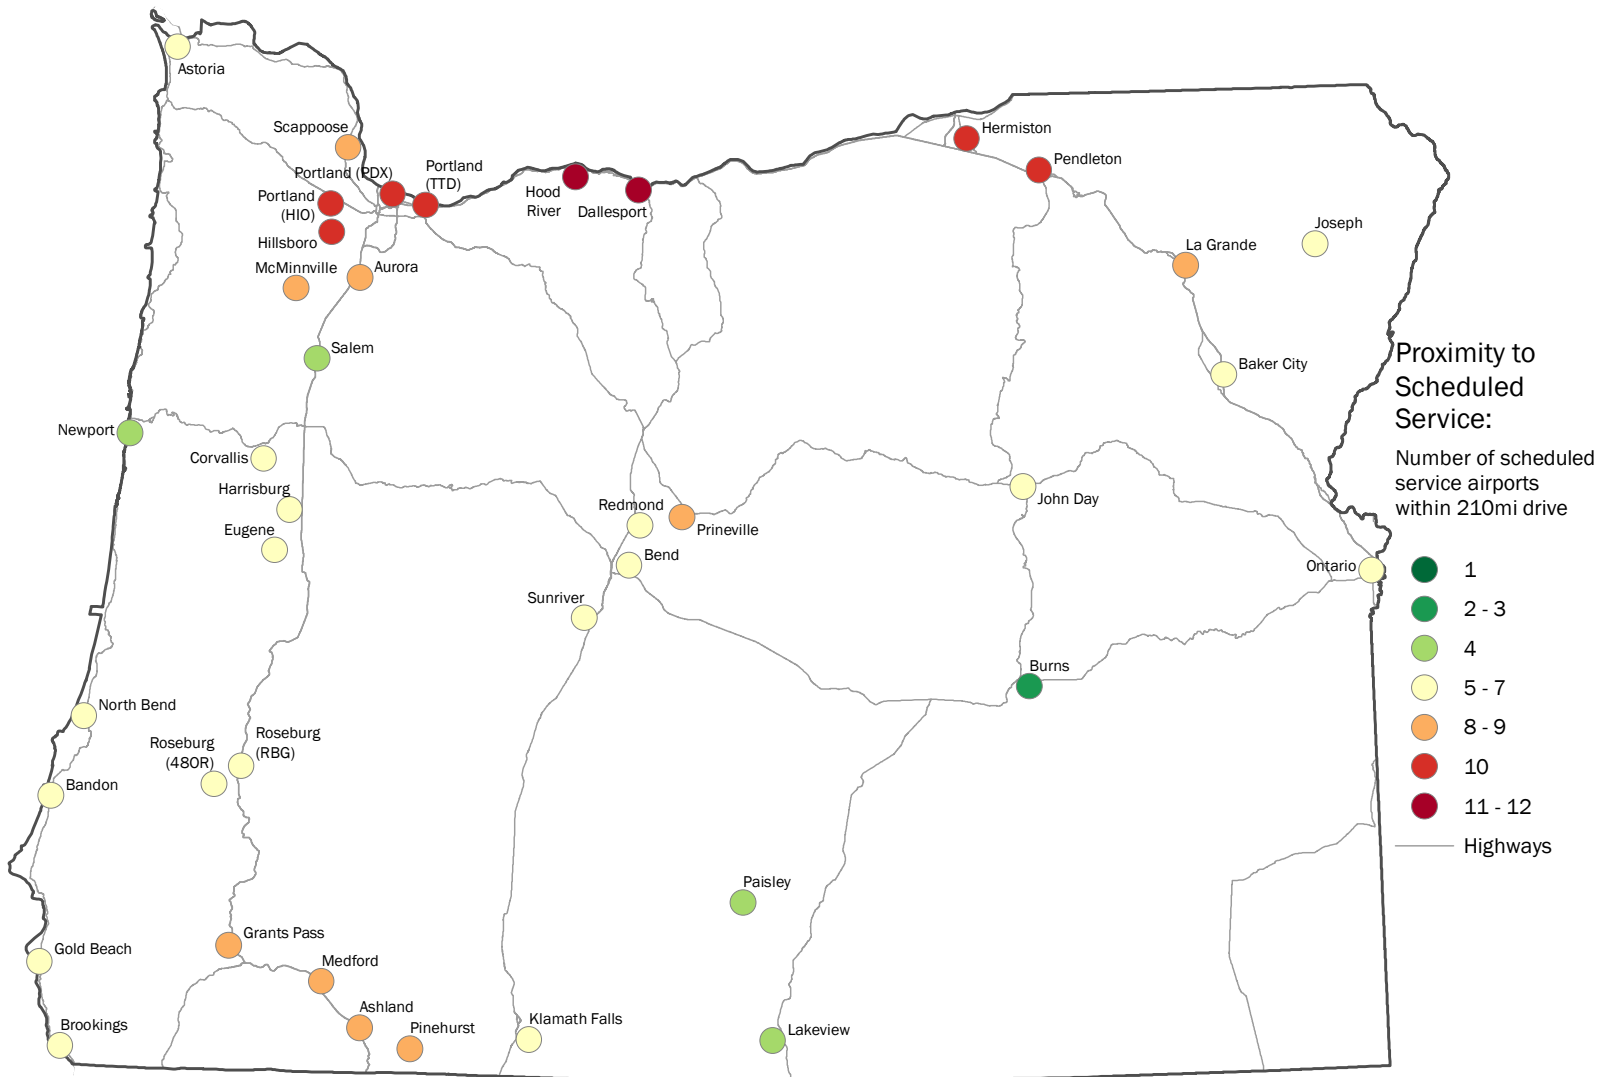 Astoria
Scappoose
Portland (PDX)
Portland
(TTD)
Portland
(HIO)
Hillsboro
McMinnville
Aurora
Salem
Hood
River
Dallesport
Hermiston
Pendleton
La Grande
Joseph
Baker City
Newport
Corvallis
Harrisburg
Eugene
Redmond
Prineville
Bend
Sunriver
John Day
Ontario
Burns
North Bend
Roseburg
(48OR)
Roseburg
(RBG)
Bandon
Paisley
Gold Beach
Grants Pass
Medford
Ashland
Pinehurst
Brookings
Klamath Falls
Lakeview
Proximity to
Scheduled
Service:
Number of scheduled
service airports
within 210mi drive
1
2 - 3
4
5 - 7
8 - 9
10
11 - 12
Highways